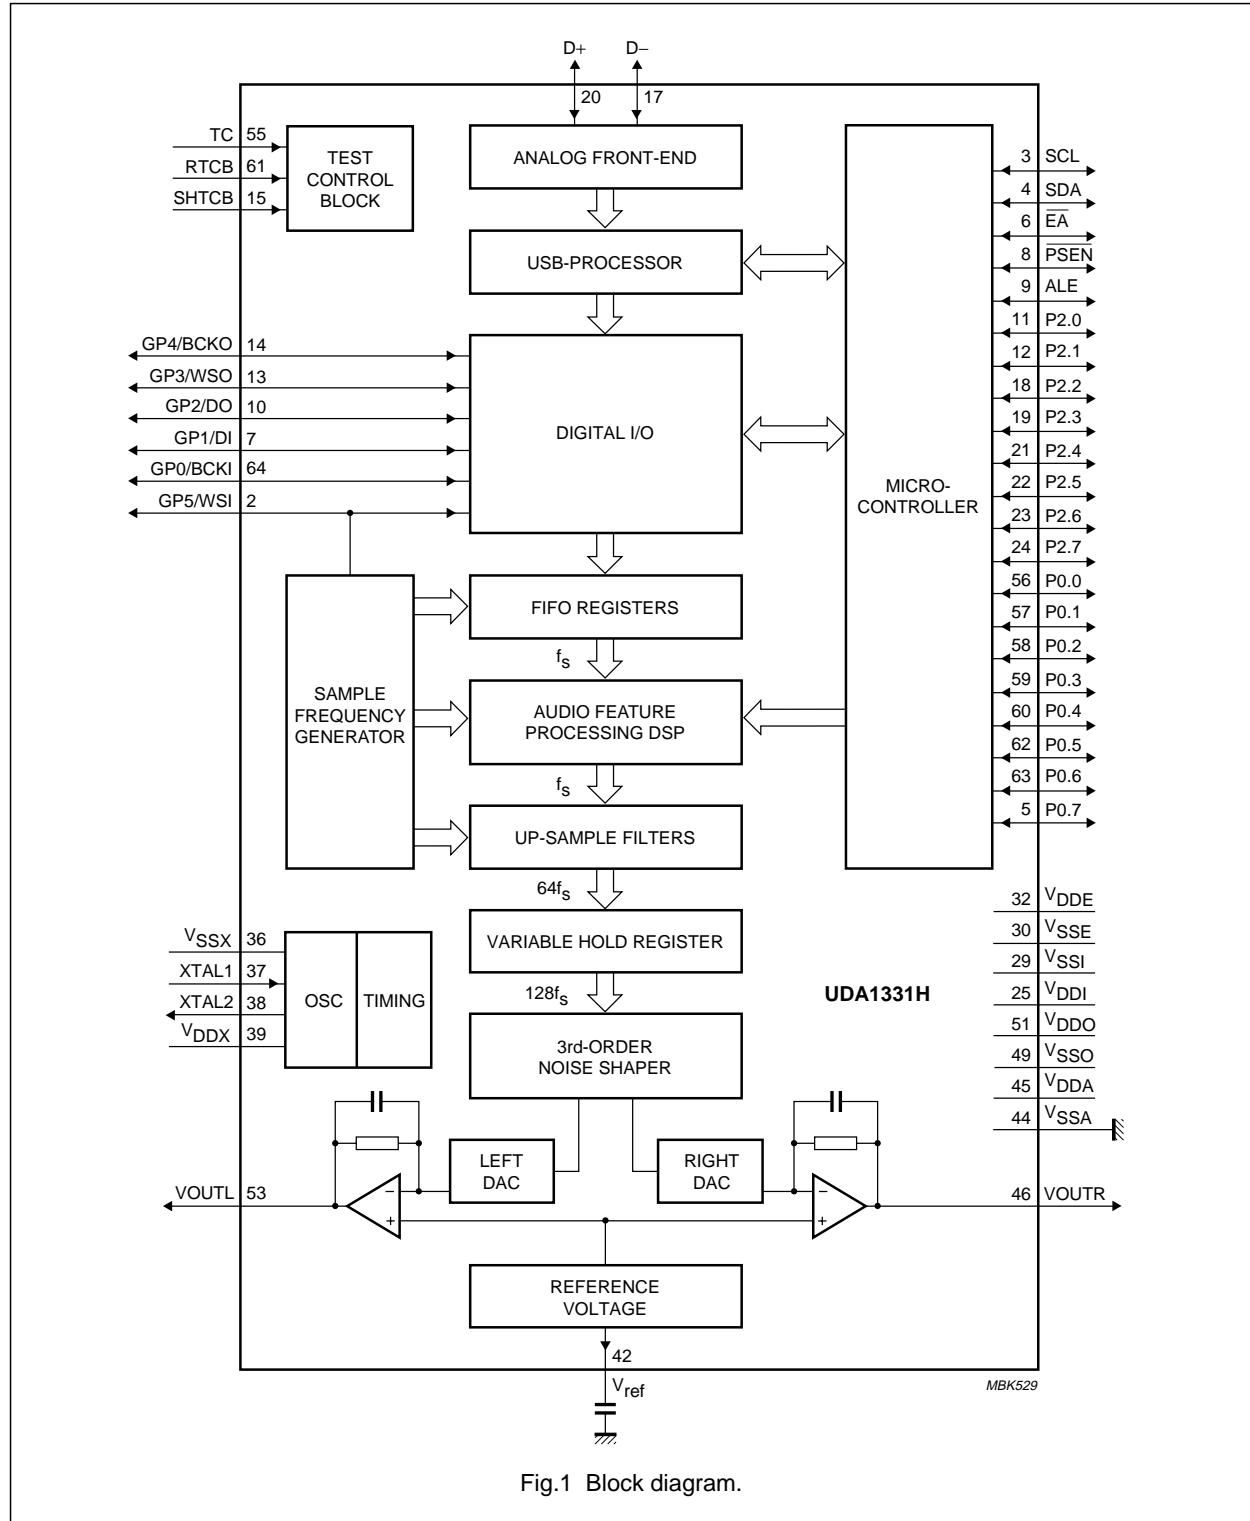 D+ D−
20 17
TC 55
RTCB 61
SHTCB 15
TEST
CONTROL
BLOCK
ANALOG FRONT-END
USB-PROCESSOR
GP4/BCKO 14
GP3/WSO 13
GP2/DO 10
GP1/DI 7
GP0/BCKI 64
GP5/WSI 2
DIGITAL I/O
MICRO-
CONTROLLER
3 SCL
4 SDA
6 E̅A̅
8 P̅S̅E̅N̅
9 ALE
11 P2.0
12 P2.1
18 P2.2
19 P2.3
21 P2.4
22 P2.5
23 P2.6
24 P2.7
56 P0.0
57 P0.1
58 P0.2
59 P0.3
60 P0.4
62 P0.5
63 P0.6
5 P0.7
FIFO REGISTERS
fs
SAMPLE
FREQUENCY
GENERATOR
AUDIO FEATURE
PROCESSING DSP
fs
UP-SAMPLE FILTERS
64fs
VARIABLE HOLD REGISTER
128fs
3rd-ORDER
NOISE SHAPER
VSSX 36
XTAL1 37
XTAL2 38
VDDX 39
OSC TIMING
UDA1331H
32 VDDE
30 VSSE
29 VSSI
25 VDDI
51 VDDO
49 VSSO
45 VDDA
44 VSSA
LEFT
DAC
RIGHT
DAC
VOUTL 53
− +
− +
46 VOUTR
REFERENCE
VOLTAGE
42
Vref
MBK529
Fig.1 Block diagram.